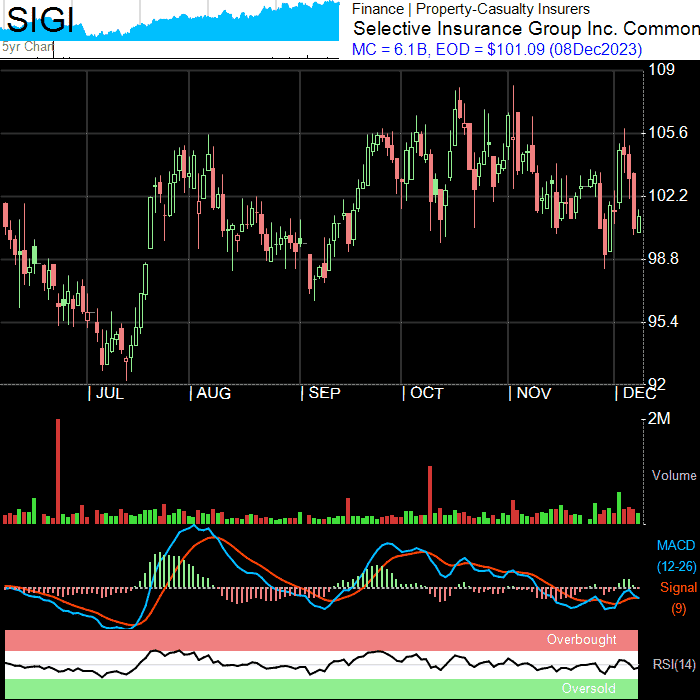 SIGI
5yr Chart
Finance | Property-Casualty Insurers
Selective Insurance Group Inc. Common
MC = 6.1B, EOD = $101.09 (08Dec2023)
109
105.6
102.2
98.8
95.4
92
| JUL | AUG | SEP | OCT | NOV | DEC
2M
Volume
MACD
(12-26)
Signal
(9)
Overbought
RSI(14)
Oversold